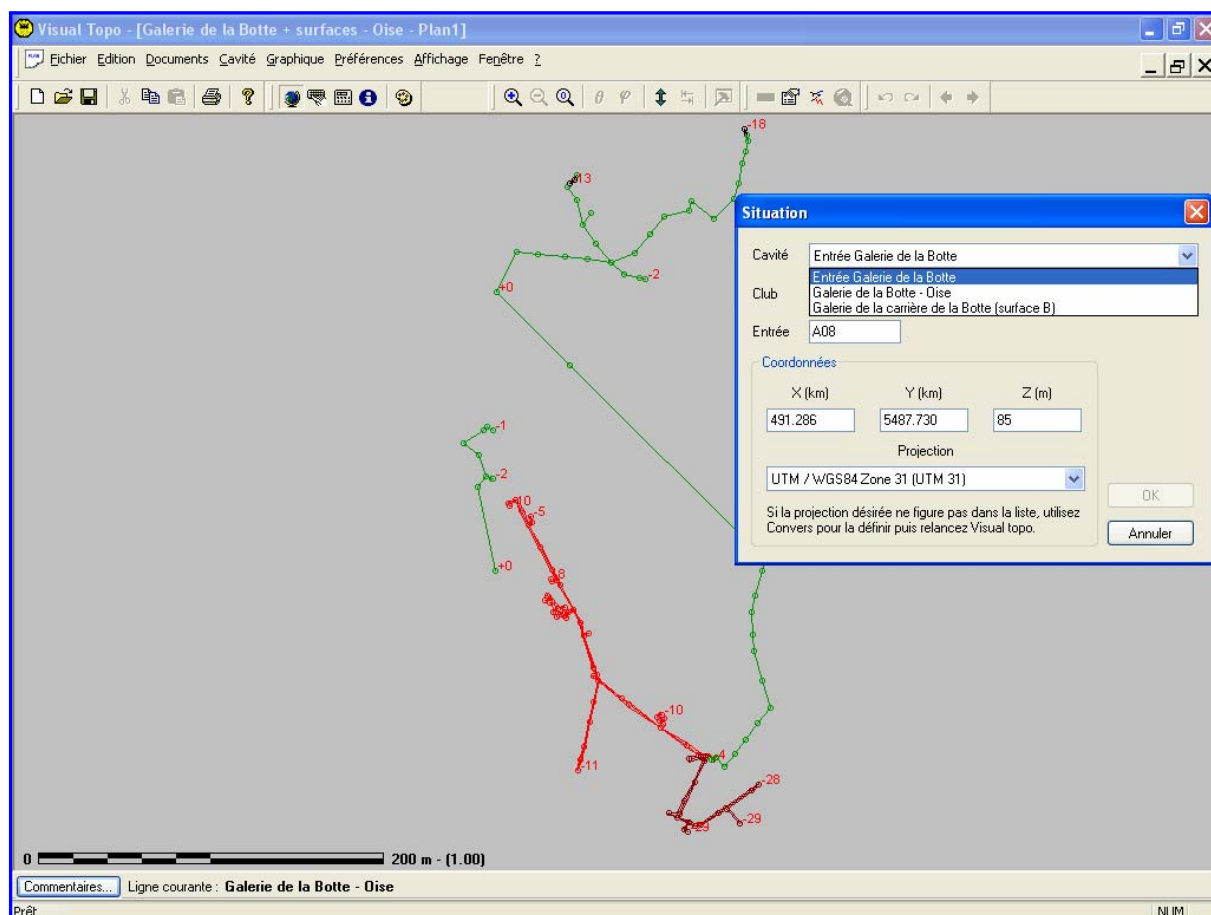 Visual Topo - [Galerie de la Botte + surfaces - Oise - Plan1]
Fichier Edition Documents Cavité Graphique Préférences Affichage Fenêtre ?
-18
-13
-2
+0
-1
-2
-10
-5
-8
+0
-10
-11
-4
-28
-29
-29
Situation
Cavité Entrée Galerie de la Botte
Entrée Galerie de la Botte
Club Galerie de la Botte - Oise
Galerie de la carrière de la Botte (surface B)
Entrée A08
Coordonnées
X (km) Y (km) Z (m)
491.286 5487.730 85
Projection
UTM / WGS84 Zone 31 (UTM 31)
OK
Si la projection désirée ne figure pas dans la liste, utilisez
Convers pour la définir puis relancez Visual topo.
Annuler
0 200 m - (1.00)
Commentaires... Ligne courante : Galerie de la Botte - Oise
Prêt NUM